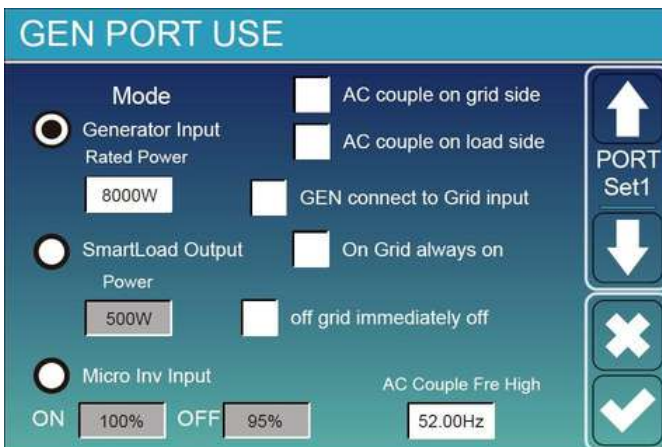 GEN PORT USE
Mode
AC couple on grid side
Generator Input
AC couple on load side
Rated Power
8000W
GEN connect to Grid input
SmartLoad Output
On Grid always on
Power
500W
off grid immediately off
Micro Inv Input
AC Couple Fre High
ON 100% OFF 95%
52.00Hz
PORT
Set1